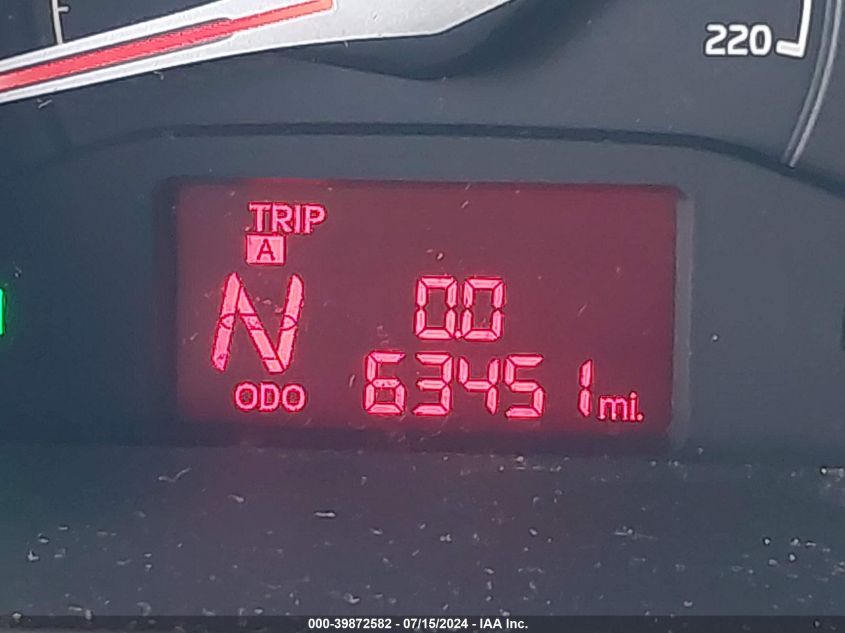 220
TRIP
A
N 0.0
ODO 63451 mi.
000-39872582 - 07/15/2024 - IAA Inc.